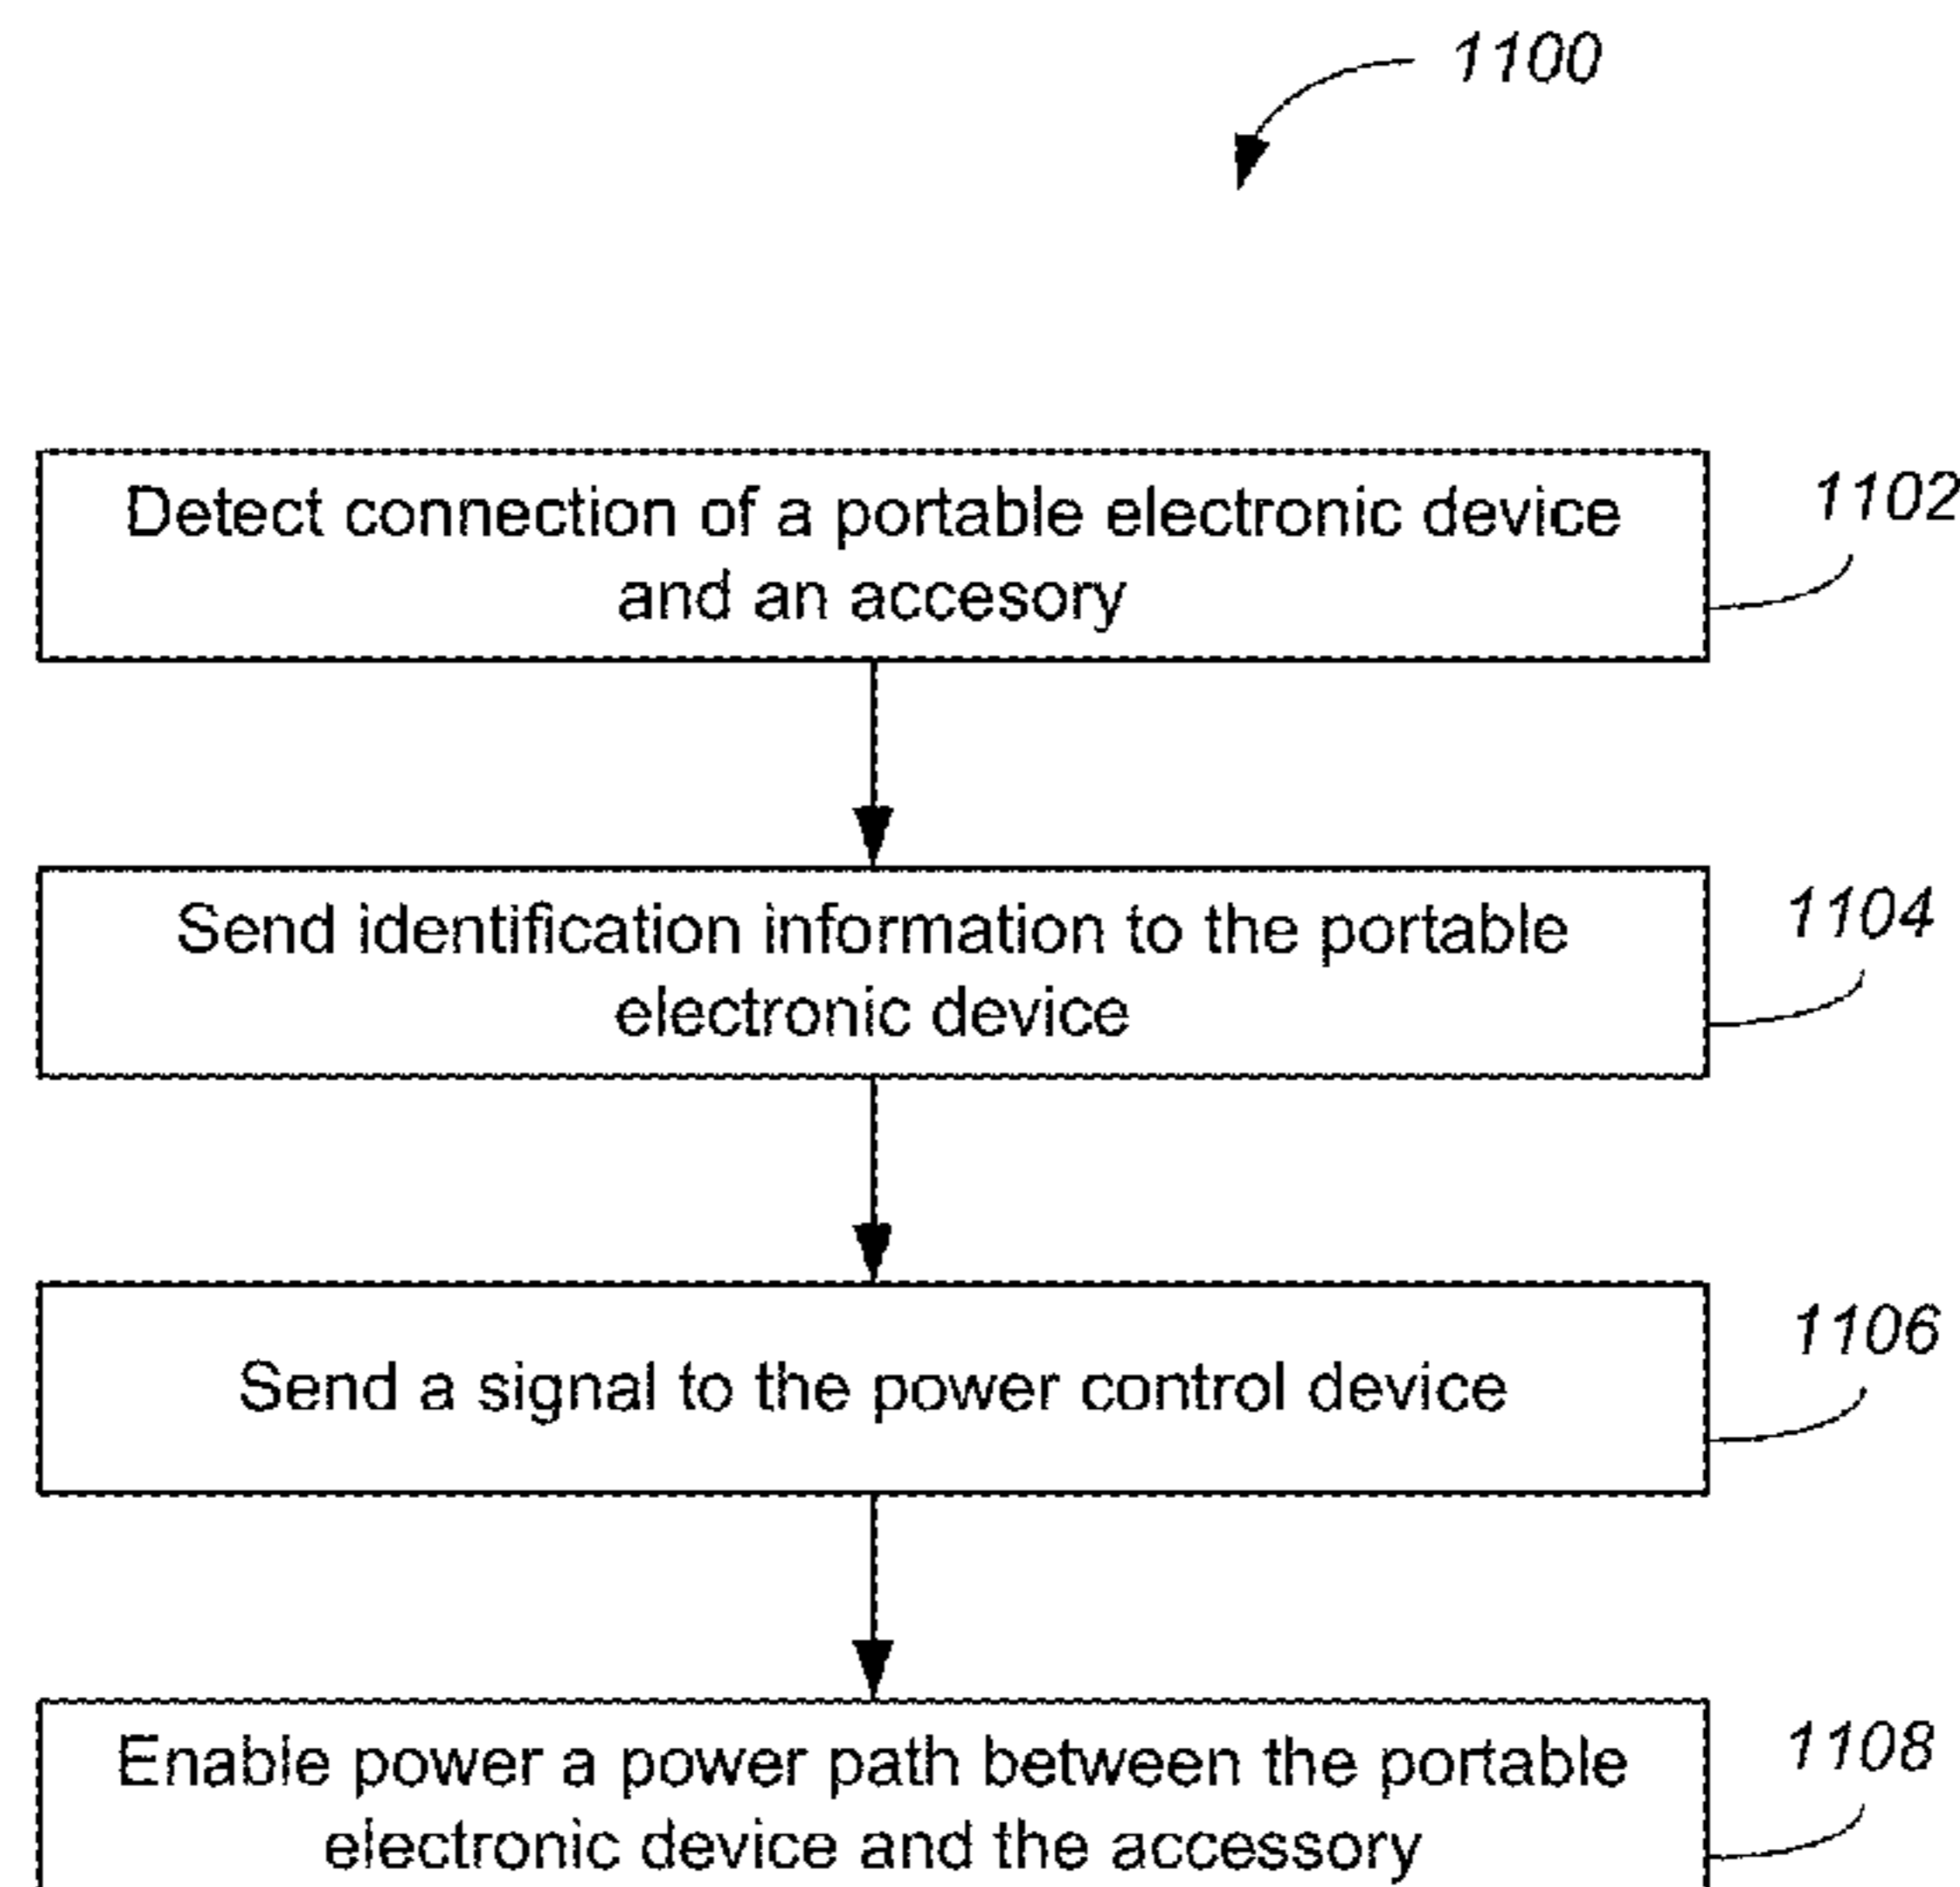 1100
Detect connection of a portable electronic device
and an accesory
1102
Send identification information to the portable
electronic device
1104
Send a signal to the power control device
1106
Enable power a power path between the portable
electronic device and the accessory
1108